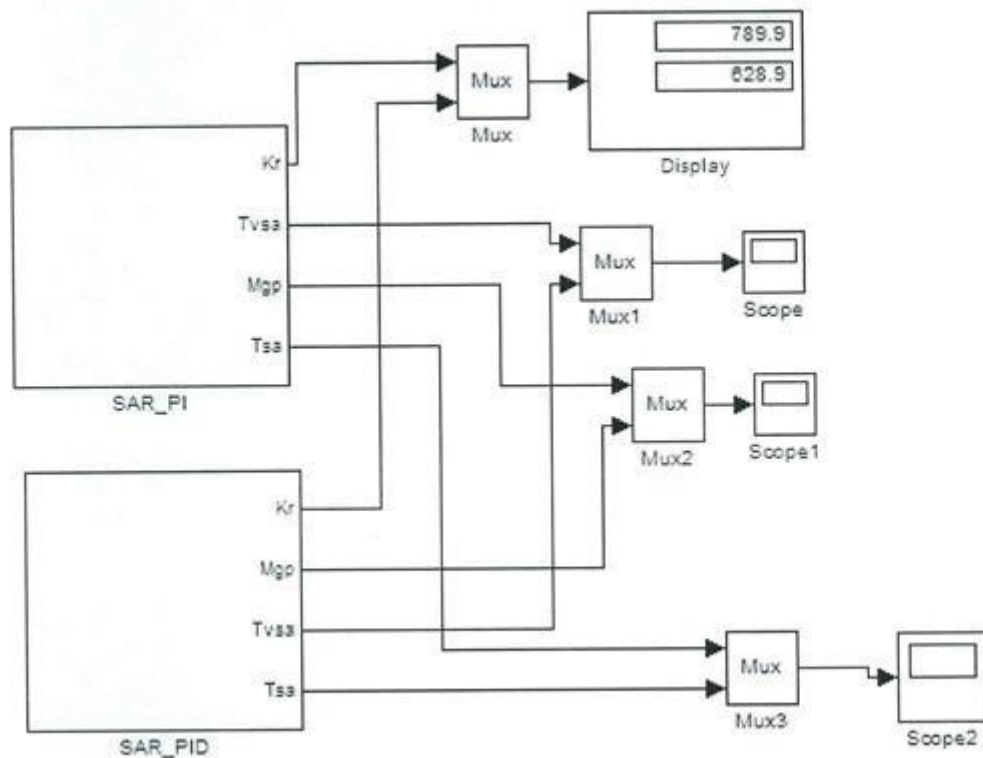 789.9
628.9
Mux
Mux
Display
Kr
Tvsa
Mgp
Tsa
SAR_PI
Mux
Mux1
Scope
Mux
Mux2
Scope1
Kr
Mgp
Tvsa
Tsa
SAR_PID
Mux
Mux3
Scope2